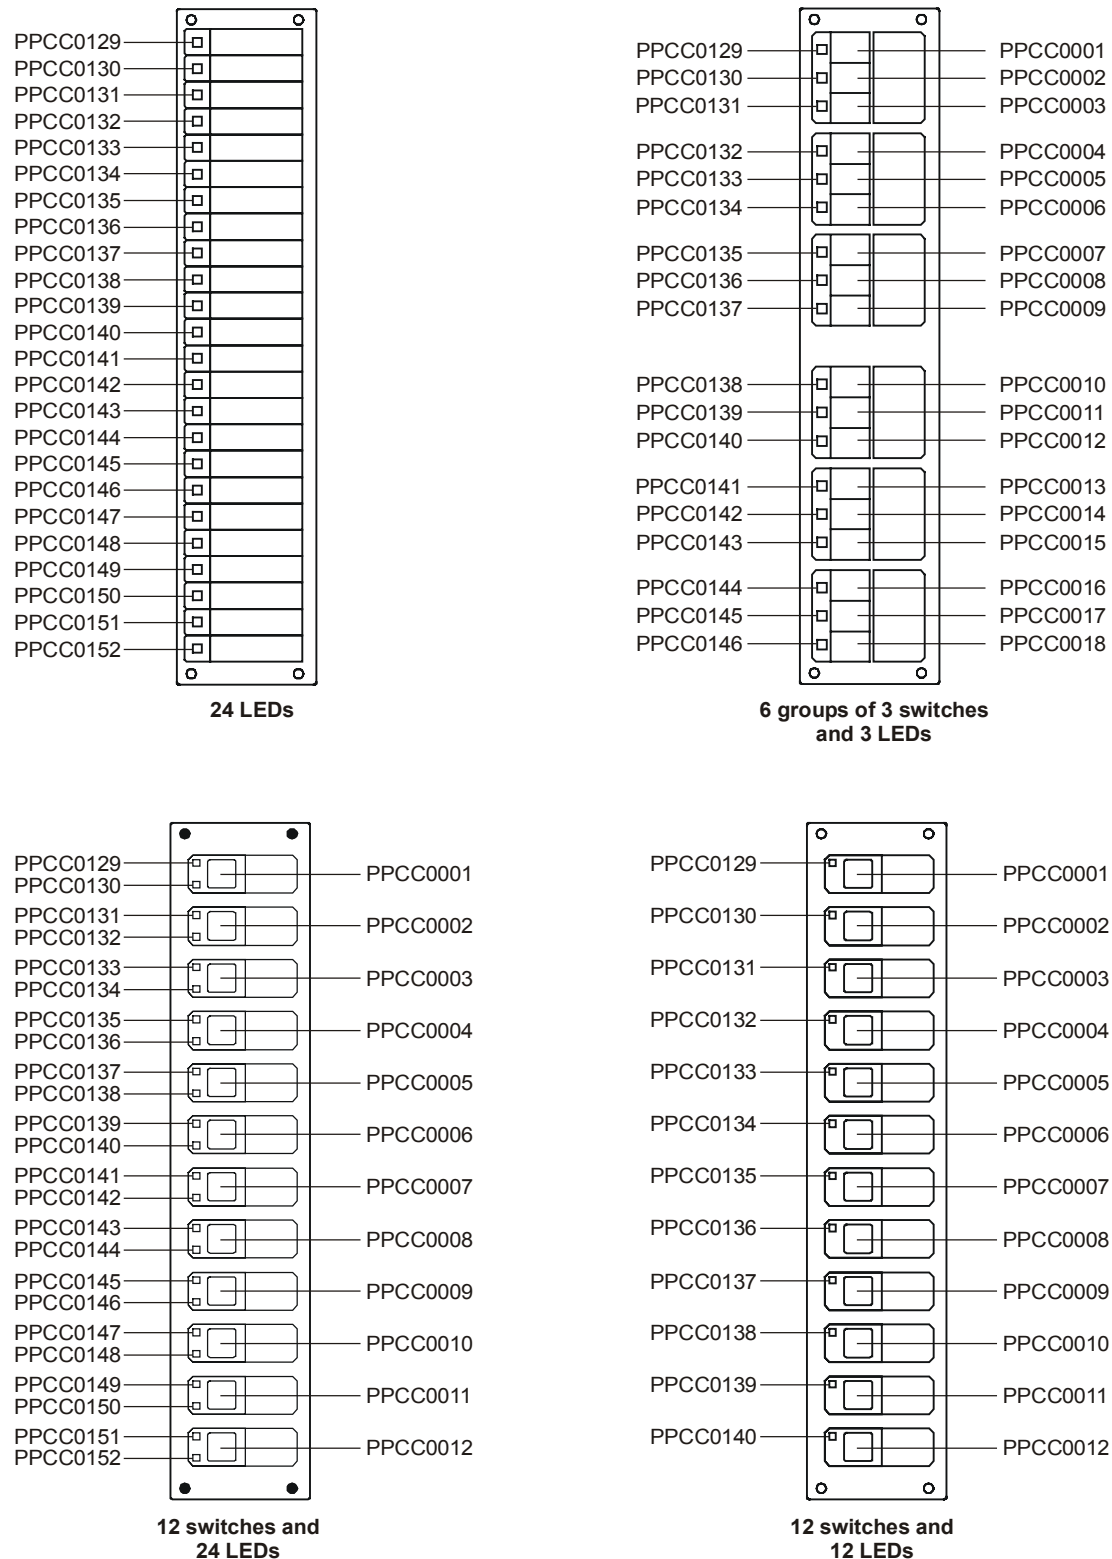 PPCC0129
PPCC0130
PPCC0131
PPCC0132
PPCC0133
PPCC0134
PPCC0135
PPCC0136
PPCC0137
PPCC0138
PPCC0139
PPCC0140
PPCC0141
PPCC0142
PPCC0143
PPCC0144
PPCC0145
PPCC0146
PPCC0147
PPCC0148
PPCC0149
PPCC0150
PPCC0151
PPCC0152
24 LEDs
PPCC0129 PPCC0001
PPCC0130 PPCC0002
PPCC0131 PPCC0003
PPCC0132 PPCC0004
PPCC0133 PPCC0005
PPCC0134 PPCC0006
PPCC0135 PPCC0007
PPCC0136 PPCC0008
PPCC0137 PPCC0009
PPCC0138 PPCC0010
PPCC0139 PPCC0011
PPCC0140 PPCC0012
PPCC0141 PPCC0013
PPCC0142 PPCC0014
PPCC0143 PPCC0015
PPCC0144 PPCC0016
PPCC0145 PPCC0017
PPCC0146 PPCC0018
6 groups of 3 switches
and 3 LEDs
PPCC0129
PPCC0001
PPCC0130
PPCC0131
PPCC0002
PPCC0132
PPCC0133
PPCC0003
PPCC0134
PPCC0135
PPCC0004
PPCC0136
PPCC0137
PPCC0005
PPCC0138
PPCC0139
PPCC0006
PPCC0140
PPCC0141
PPCC0007
PPCC0142
PPCC0143
PPCC0008
PPCC0144
PPCC0145
PPCC0009
PPCC0146
PPCC0147
PPCC0010
PPCC0148
PPCC0149
PPCC0011
PPCC0150
PPCC0151
PPCC0012
PPCC0152
12 switches and
24 LEDs
PPCC0129 PPCC0001
PPCC0130 PPCC0002
PPCC0131 PPCC0003
PPCC0132 PPCC0004
PPCC0133 PPCC0005
PPCC0134 PPCC0006
PPCC0135 PPCC0007
PPCC0136 PPCC0008
PPCC0137 PPCC0009
PPCC0138 PPCC0010
PPCC0139 PPCC0011
PPCC0140 PPCC0012
12 switches and
12 LEDs